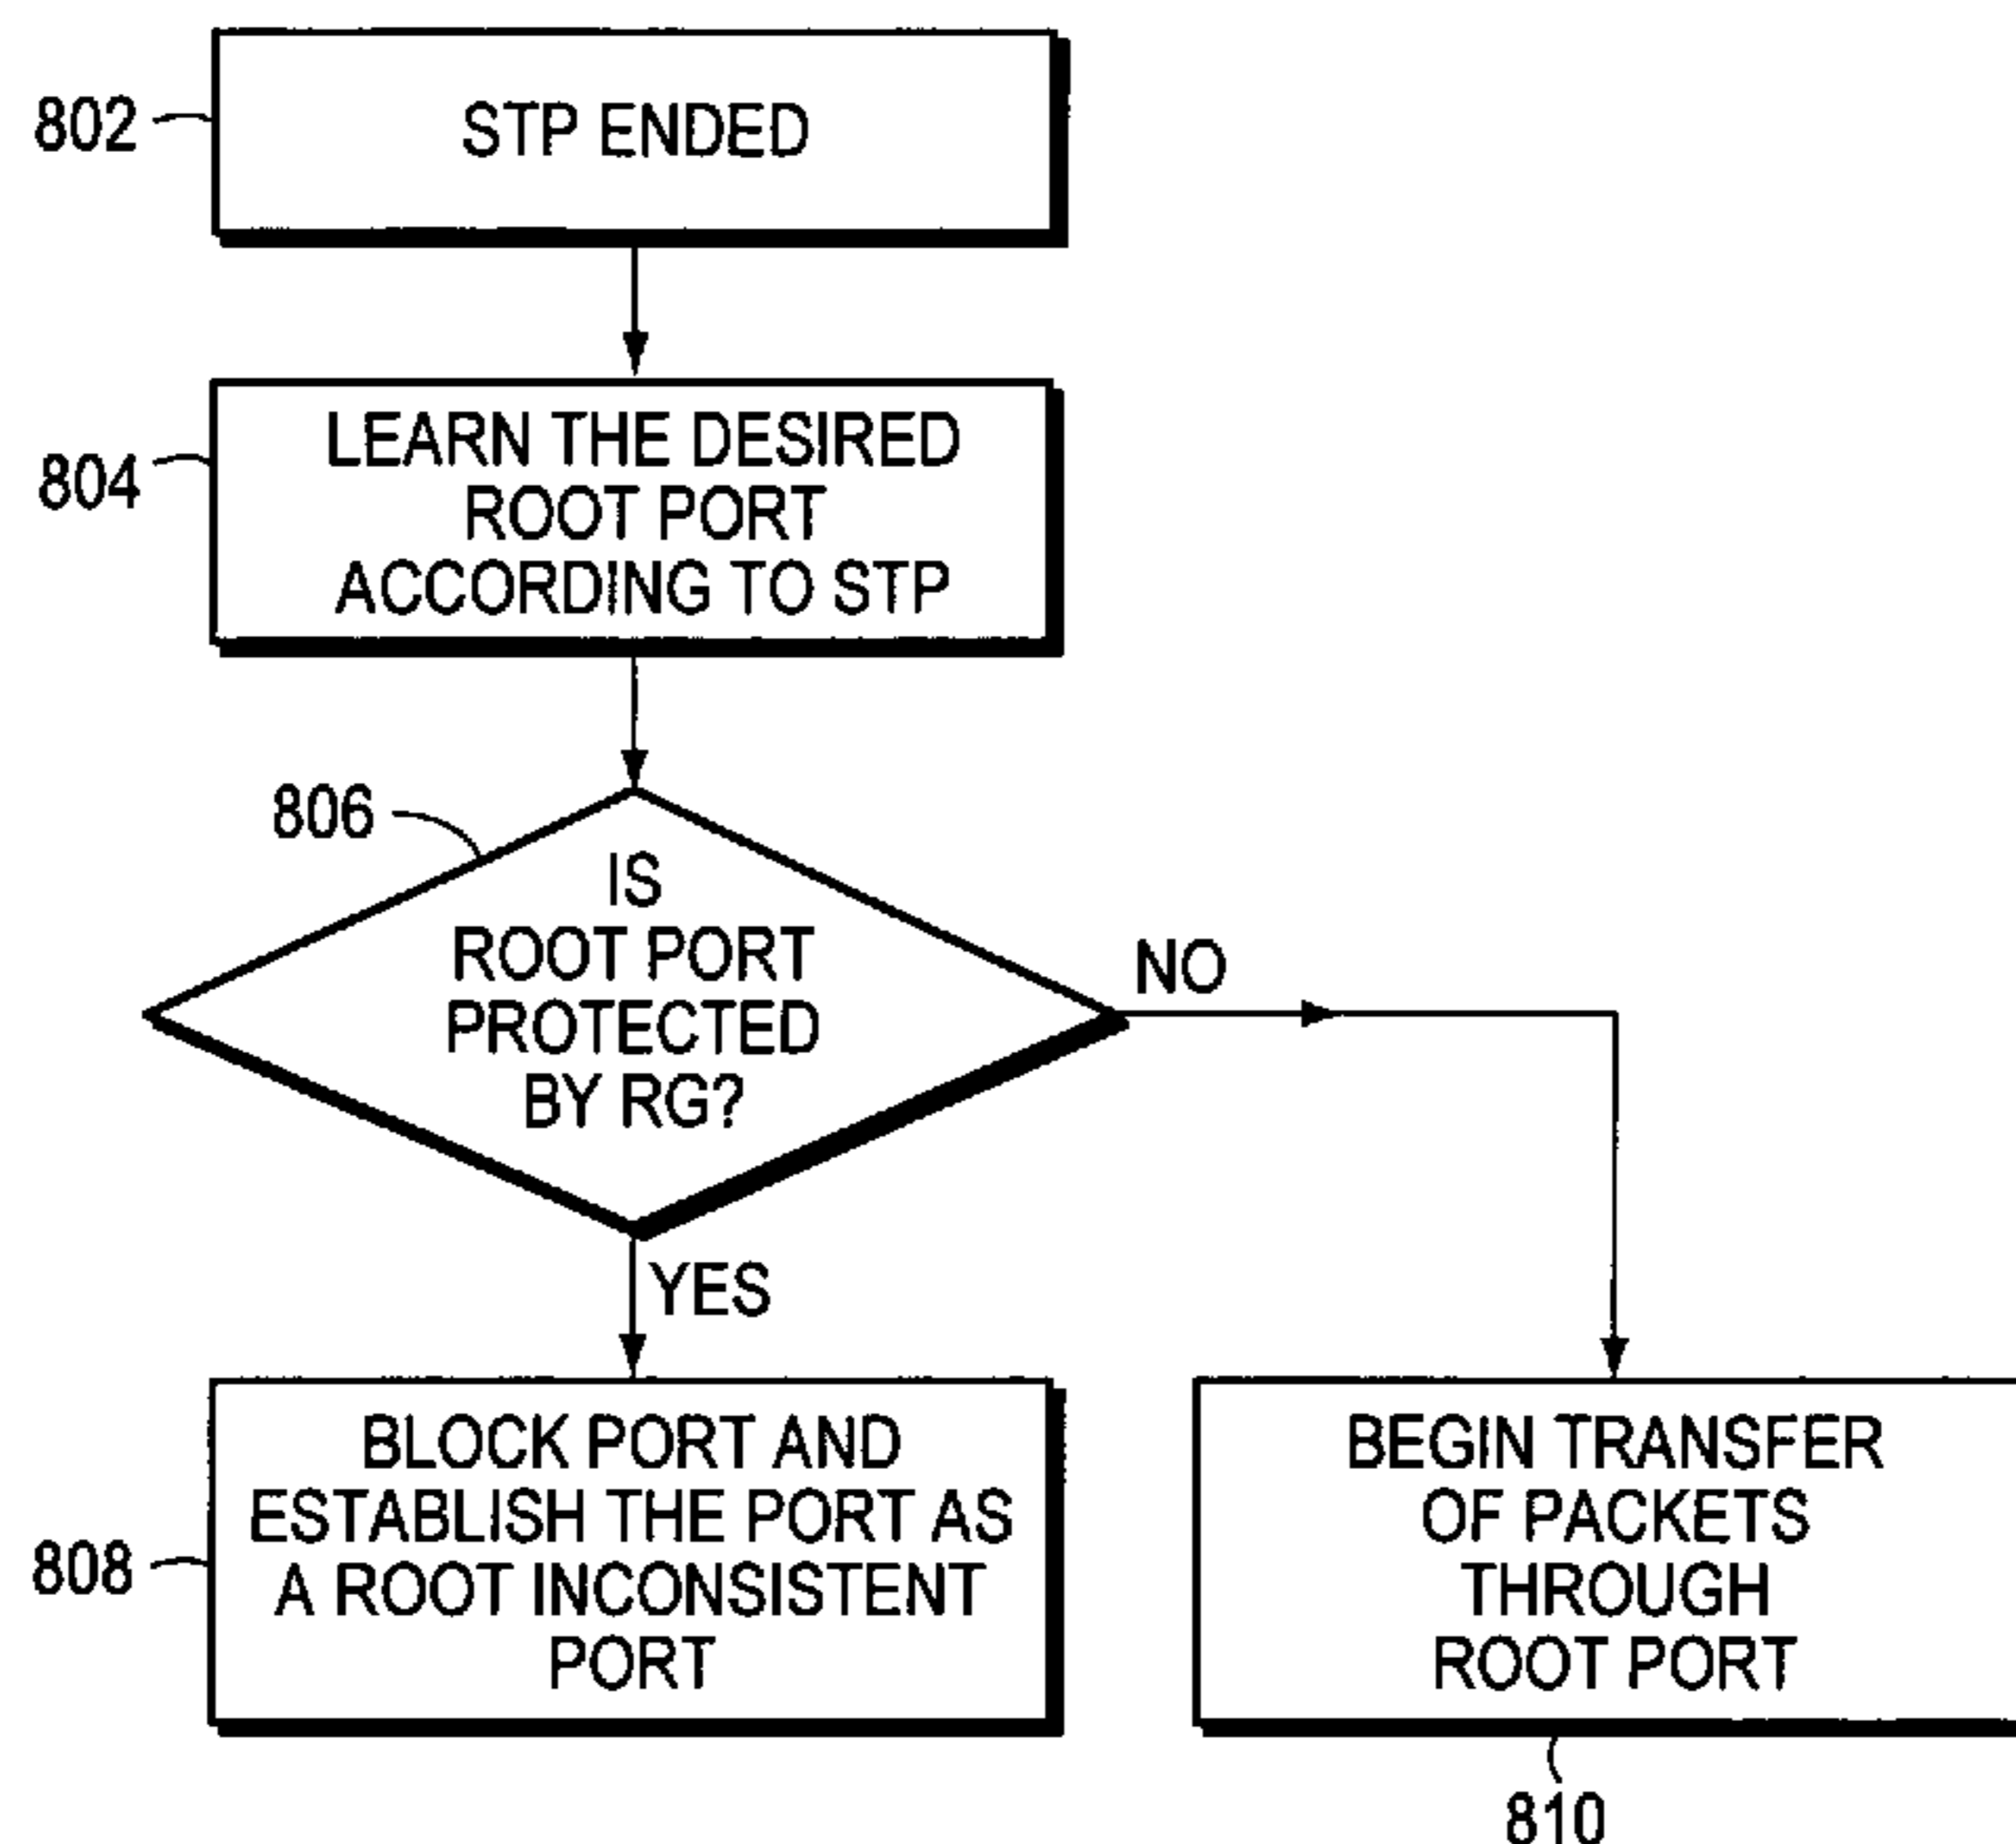 802
STP ENDED
804
LEARN THE DESIRED
ROOT PORT
ACCORDING TO STP
806
IS
ROOT PORT
PROTECTED
BY RG?
NO
YES
808
BLOCK PORT AND
ESTABLISH THE PORT AS
A ROOT INCONSISTENT
PORT
BEGIN TRANSFER
OF PACKETS
THROUGH
ROOT PORT
810